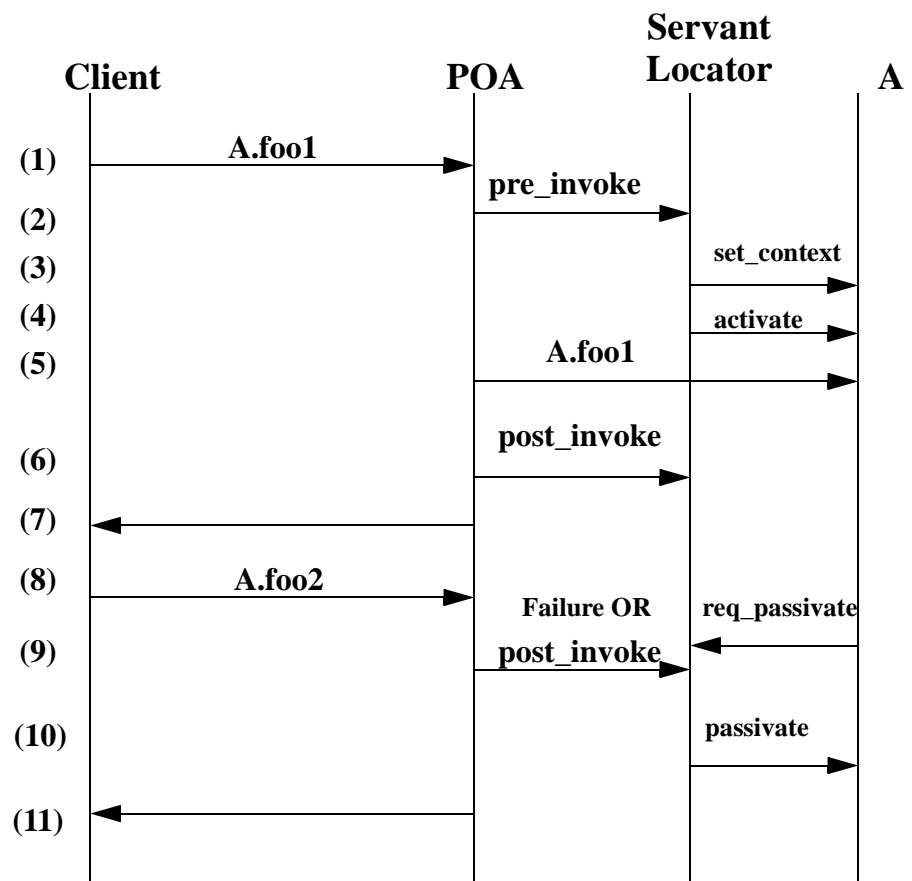 Servant
Client POA Locator A
(1) A.foo1
pre_invoke
(2)
set_context
(3)
(4) activate
A.foo1
(5)
post_invoke
(6)
(7)
(8) A.foo2
Failure OR req_passivate
(9) post_invoke
passivate
(10)
(11)